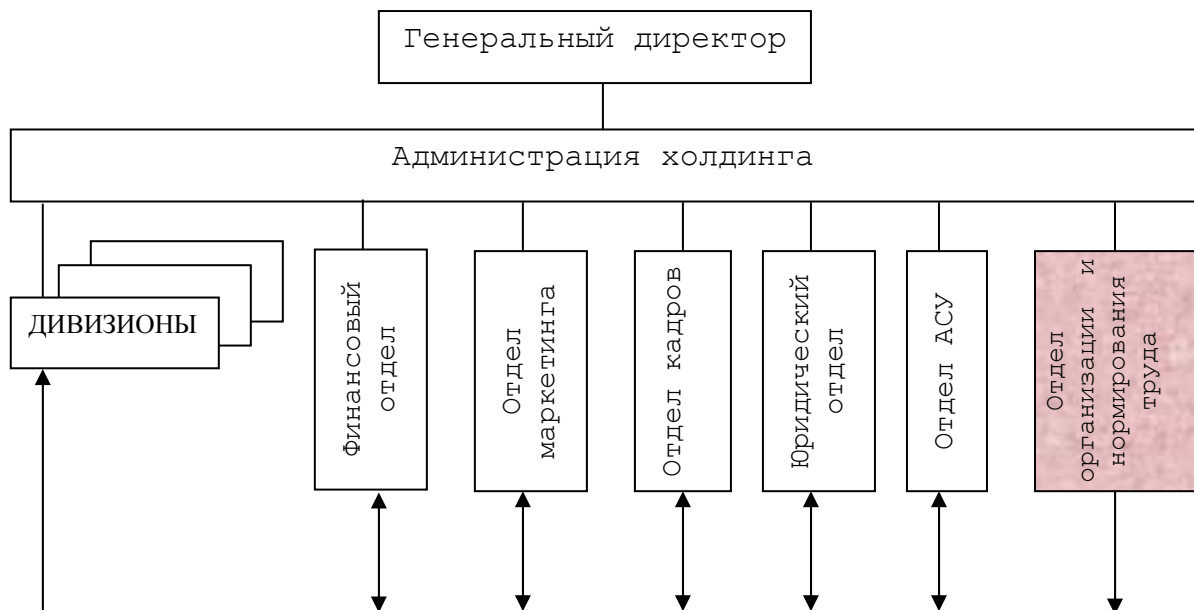 Генеральный директор
Администрация холдинга
ДИВИЗИОНЫ
Финансовый
отдел
Отдел
маркетинга
Отдел кадров
Юридический
отдел
Отдел АСУ
Отдел
организации и
нормирования
труда